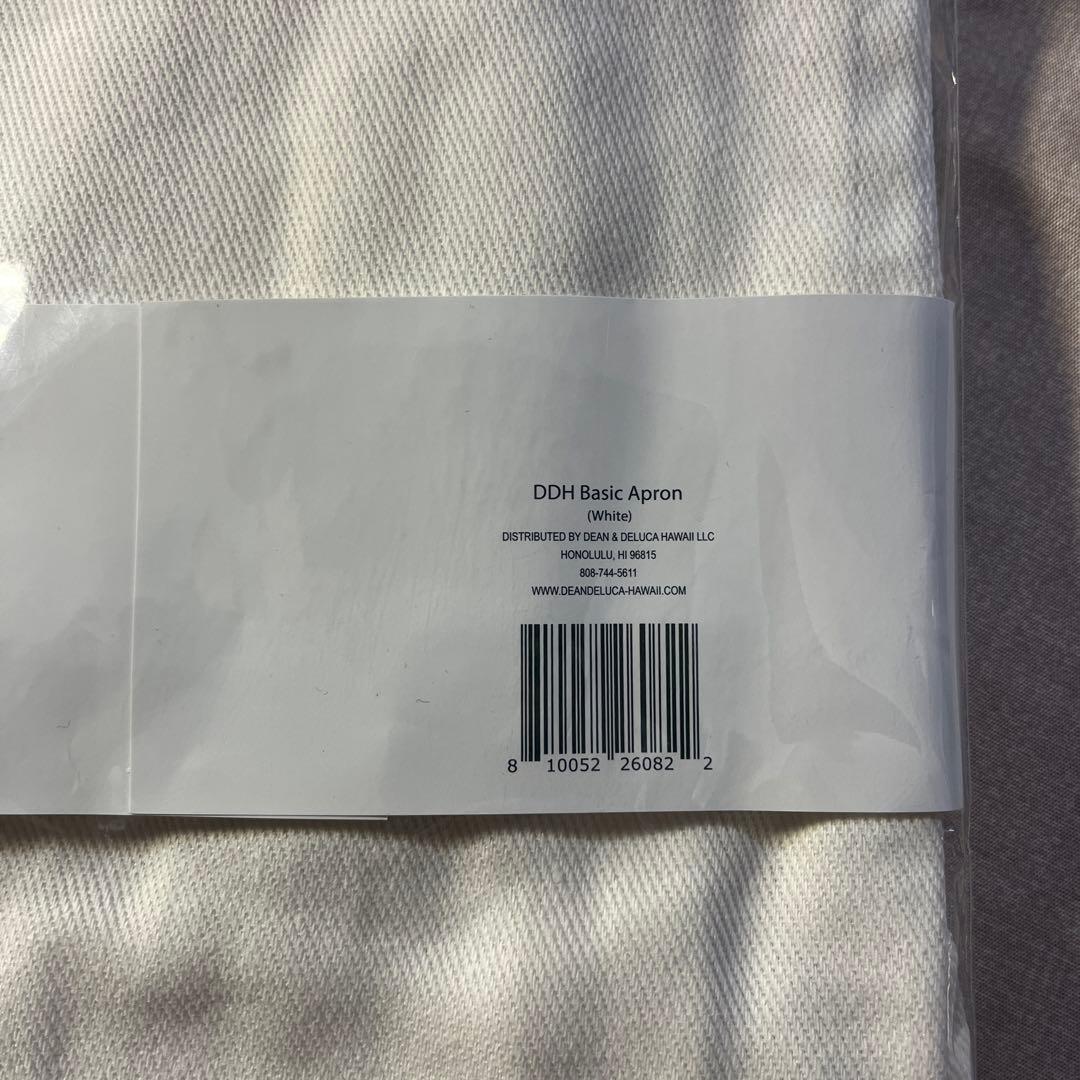 DDH Basic Apron
(White)
DISTRIBUTED BY DEAN & DELUCA HAWAII LLC
HONOLULU, HI 96815
808-744-5611
WWW.DEANDELUCA-HAWAII.COM
8 10052 26082 2